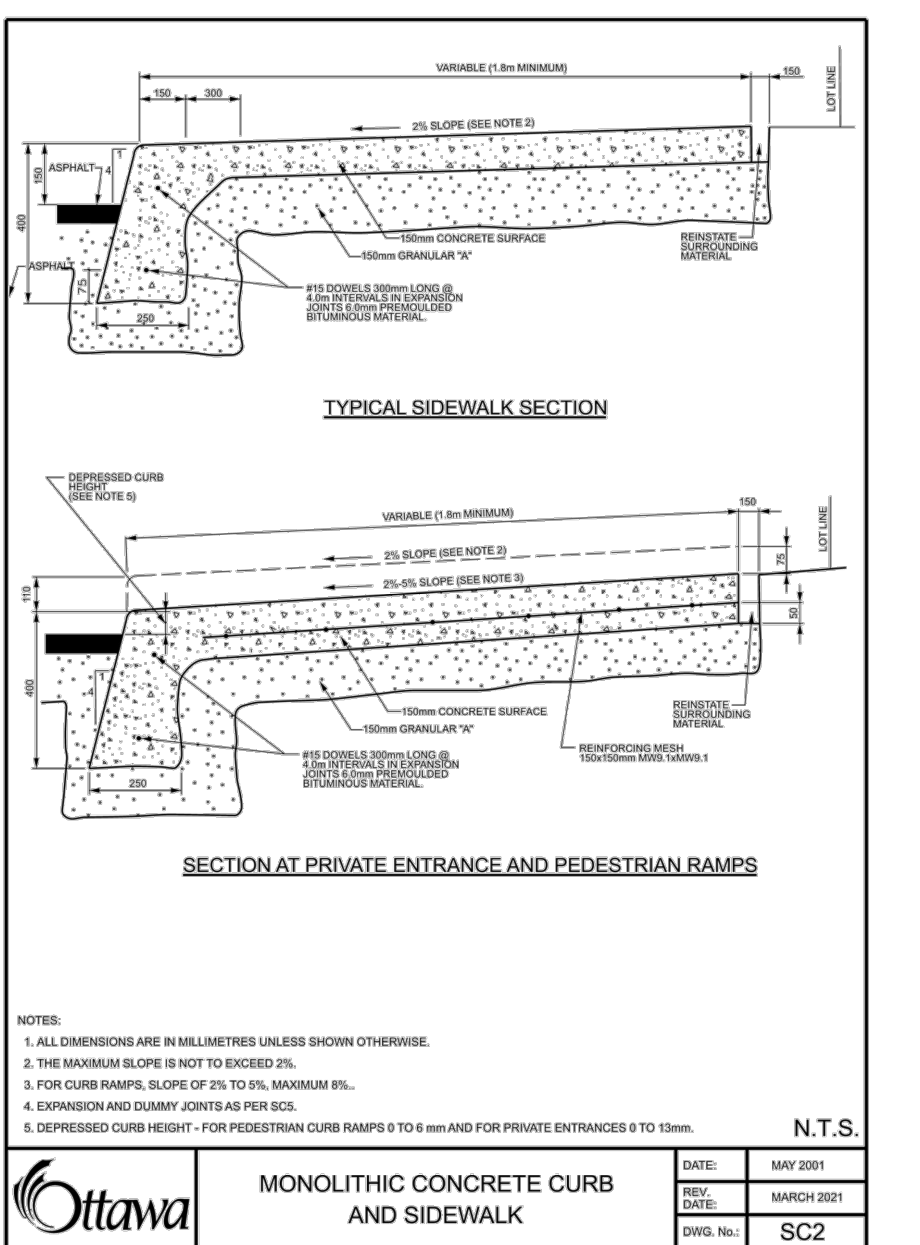 VARIABLE (1.8m MINIMUM)
150
LOT LINE
150
300
2% SLOPE (SEE NOTE 2)
ASPHALT
1
4
150
400
ASPHALT
75
250
150mm CONCRETE SURFACE
150mm GRANULAR "A"
REINSTATE
SURROUNDING
MATERIAL
#15 DOWELS 300mm LONG @
4.0m INTERVALS IN EXPANSION
JOINTS 6.0mm PREMOULDED
BITUMINOUS MATERIAL.
TYPICAL SIDEWALK SECTION
DEPRESSED CURB
HEIGHT
(SEE NOTE 5)
VARIABLE (1.8m MINIMUM)
150
LOT LINE
2% SLOPE (SEE NOTE 2)
75
2%-5% SLOPE (SEE NOTE 3)
110
50
1
4
400
250
150mm CONCRETE SURFACE
150mm GRANULAR "A"
REINSTATE
SURROUNDING
MATERIAL
#15 DOWELS 300mm LONG @
4.0m INTERVALS IN EXPANSION
JOINTS 6.0mm PREMOULDED
BITUMINOUS MATERIAL.
REINFORCING MESH
150x150mm MW9.1xMW9.1
SECTION AT PRIVATE ENTRANCE AND PEDESTRIAN RAMPS
NOTES:
1. ALL DIMENSIONS ARE IN MILLIMETRES UNLESS SHOWN OTHERWISE.
2. THE MAXIMUM SLOPE IS NOT TO EXCEED 2%.
3. FOR CURB RAMPS, SLOPE OF 2% TO 5%, MAXIMUM 8%..
4. EXPANSION AND DUMMY JOINTS AS PER SC5.
5. DEPRESSED CURB HEIGHT - FOR PEDESTRIAN CURB RAMPS 0 TO 6 mm AND FOR PRIVATE ENTRANCES 0 TO 13mm.
N.T.S.
Ottawa
MONOLITHIC CONCRETE CURB
AND SIDEWALK
DATE: MAY 2001
REV. DATE: MARCH 2021
DWG. No.: SC2